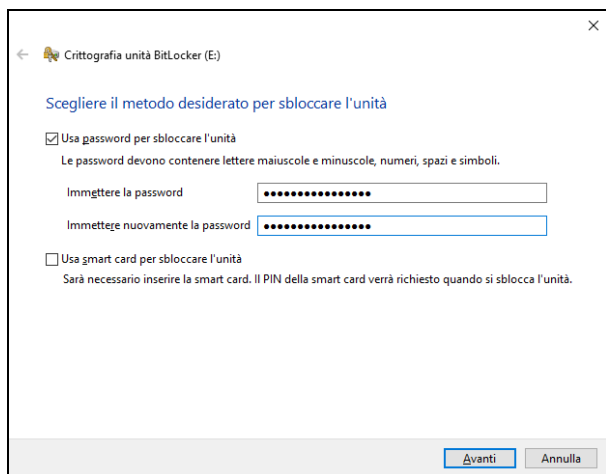 Crittografia unità BitLocker (E:)
Scegliere il metodo desiderato per sbloccare l'unità
Usa password per sbloccare l'unità
Le password devono contenere lettere maiuscole e minuscole, numeri, spazi e simboli.
Immettere la password ●●●●●●●●●●●●●●●●
Immettere nuovamente la password ●●●●●●●●●●●●●●●●
Usa smart card per sbloccare l'unità
Sarà necessario inserire la smart card. Il PIN della smart card verrà richiesto quando si sblocca l'unità.
Avanti Annulla